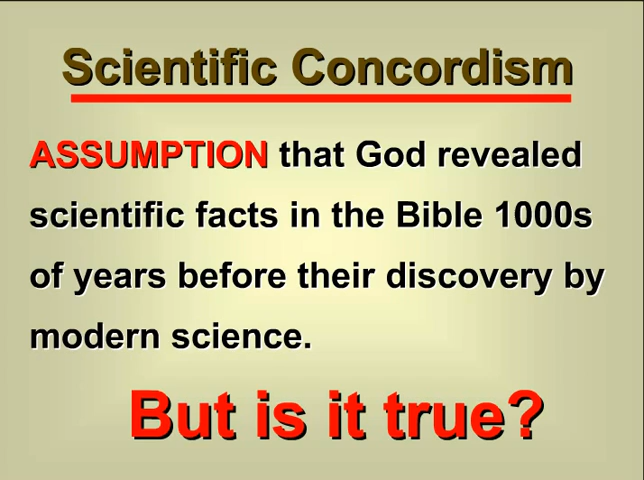 Scientific Concordism
ASSUMPTION that God revealed
scientific facts in the Bible 1000s
of years before their discovery by
modern science.
But is it true?